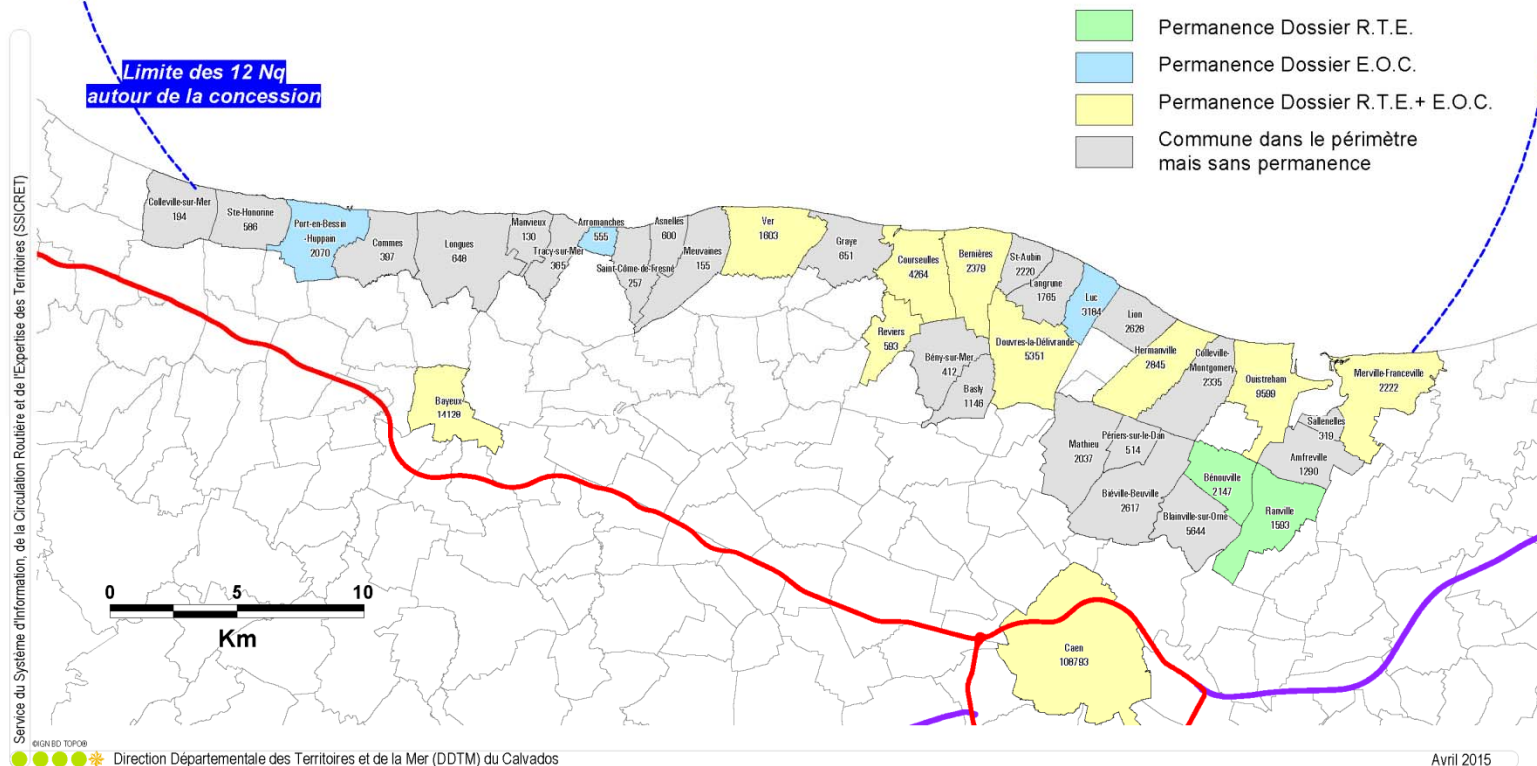 Permanence Dossier R.T.E.
Permanence Dossier E.O.C.
Permanence Dossier R.T.E.+ E.O.C.
Commune dans le périmètre
mais sans permanence
Limite des 12 Nq
autour de la concession
Colleville-sur-Mer
194
Ste-Honorine
586
Port-en-Bessin
-Huppain
2070
Commes
397
Longues
648
Manvieux
130
Tracy-sur-Mer
365
Arromanches
555
Saint-Côme-de-Fresné
257
Asnelles
600
Meuvaines
155
Ver
1603
Graye
651
Courseulles
4264
Bernières
2379
St-Aubin
2220
Langrune
1765
Luc
3184
Lion
2628
Reviers
593
Bény-sur-Mer
412
Basly
1146
Douvres-la-Délivrande
5351
Hermanville
2845
Colleville-
Montgomery
2335
Ouistreham
9599
Merville-Franceville
2222
Sallenelles
319
Amfreville
1290
Bayeux
14128
Mathieu
2037
Périers-sur-le-Dan
514
Biéville-Beuville
2617
Blainville-sur-Orne
5644
Bénouville
2147
Ranville
1593
Caen
108793
0 5 10
Km
Service du Système d'Information, de la Circulation Routière et de l'Expertise des Territoires (SSICRET)
©IGN BD TOPO®
Direction Départementale des Territoires et de la Mer (DDTM) du Calvados
Avril 2015